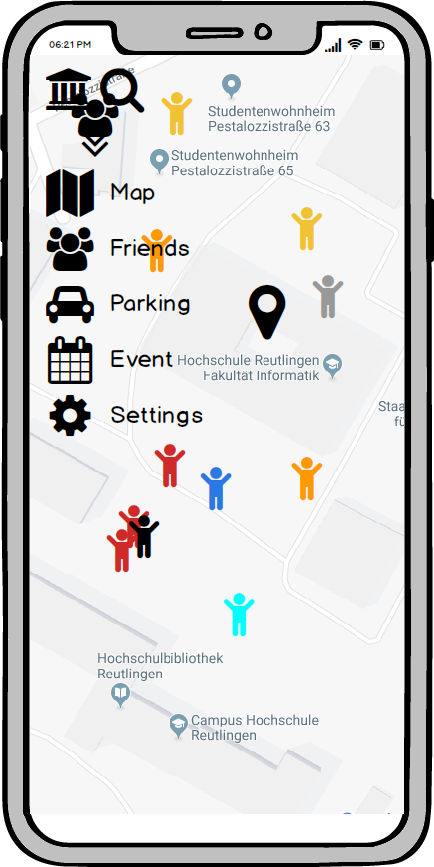 06:21 PM
Studentenwohnheim
Pestalozzistraße 63
Studentenwohnheim
Pestalozzistraße 65
Map
Friends
Parking
Event
Hochschule Reutlingen
Fakultät Informatik
Staa
fü
Settings
Hochschulbibliothek
Reutlingen
Campus Hochschule
Reutlingen